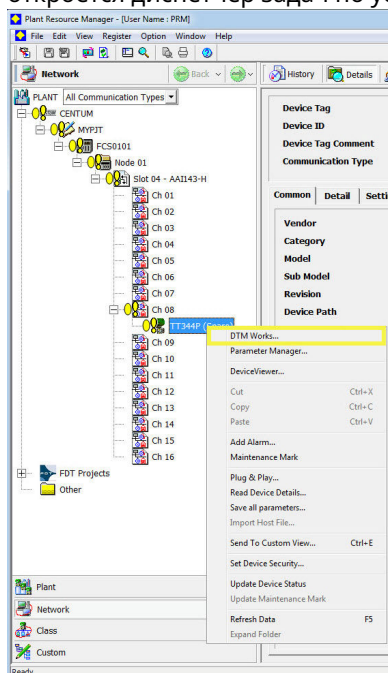 откроется диспетчер задач по у
Plant Resource Manager - [User Name : PRM]
File Edit View Register Option Window Help
Network
Back
History
Details
PLANT
All Communication Types
CENTUM
MYPJT
FCS0101
Node 01
Slot 04 - AAI143-H
Ch 01
Ch 02
Ch 03
Ch 04
Ch 05
Ch 06
Ch 07
Ch 08
TT344P
Ch 09
Ch 10
Ch 11
Ch 12
Ch 13
Ch 14
Ch 15
Ch 16
FDT Projects
Other
Plant
Network
Class
Custom
Ready
Device Tag
Device ID
Device Tag Comment
Communication Type
Common Detail Setti
Vendor
Category
Model
Sub Model
Revision
Device Path
DTM Works...
Parameter Manager...
DeviceViewer...
Cut Ctrl+X
Copy Ctrl+C
Paste Ctrl+V
Add Alarm...
Maintenance Mark
Plug & Play...
Read Device Details...
Save all parameters...
Import Host File...
Send To Custom View... Ctrl+E
Set Device Security...
Update Device Status
Update Maintenance Mark
Refresh Data F5
Expand Folder